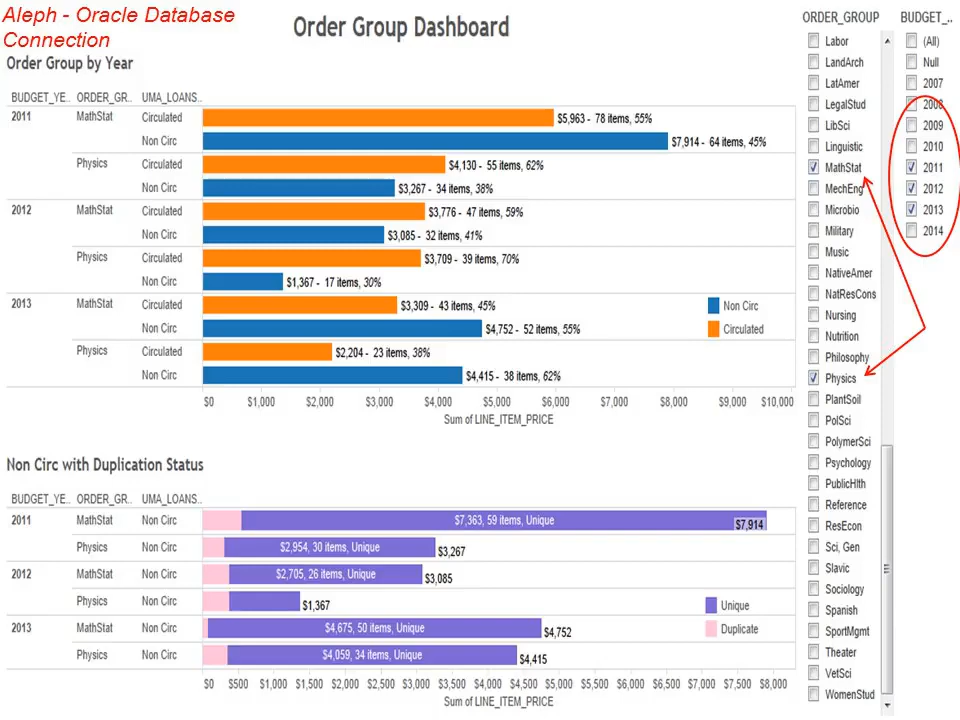 Aleph - Oracle Database
Connection
Order Group Dashboard
Order Group by Year
BUDGET_YE.. ORDER_GR.. UMA_LOANS..
2011 MathStat Circulated $5,963 - 78 items, 55%
Non Circ $7,914 - 64 items, 45%
Physics Circulated $4,130 - 55 items, 62%
Non Circ $3,267 - 34 items, 38%
2012 MathStat Circulated $3,776 - 47 items, 59%
Non Circ $3,085 - 32 items, 41%
Physics Circulated $3,709 - 39 items, 70%
Non Circ $1,367 - 17 items, 30%
2013 MathStat Circulated $3,309 - 43 items, 45%
Non Circ $4,752 - 52 items, 55%
Physics Circulated $2,204 - 23 items, 38%
Non Circ $4,415 - 38 items, 62%
Non Circ
Circulated
$0 $1,000 $2,000 $3,000 $4,000 $5,000 $6,000 $7,000 $8,000 $9,000 $10,000
Sum of LINE_ITEM_PRICE
Non Circ with Duplication Status
BUDGET_YE.. ORDER_GR.. UMA_LOANS..
2011 MathStat Non Circ $7,363, 59 items, Unique $7,914
Physics Non Circ $2,954, 30 items, Unique $3,267
2012 MathStat Non Circ $2,705, 26 items, Unique $3,085
Physics Non Circ $1,367
2013 MathStat Non Circ $4,675, 50 items, Unique $4,752
Physics Non Circ $4,059, 34 items, Unique $4,415
Unique
Duplicate
$0 $500 $1,000 $1,500 $2,000 $2,500 $3,000 $3,500 $4,000 $4,500 $5,000 $5,500 $6,000 $6,500 $7,000 $7,500 $8,000
Sum of LINE_ITEM_PRICE
ORDER_GROUP
Labor
LandArch
LatAmer
LegalStud
LibSci
Linguistic
MathStat
MechEng
Microbio
Military
Music
NativeAmer
NatResCons
Nursing
Nutrition
Philosophy
Physics
PlantSoil
PolSci
PolymerSci
Psychology
PublicHlth
Reference
ResEcon
Sci, Gen
Slavic
Sociology
Spanish
SportMgmt
Theater
VetSci
WomenStud
BUDGET_..
(All)
Null
2007
2008
2009
2010
2011
2012
2013
2014